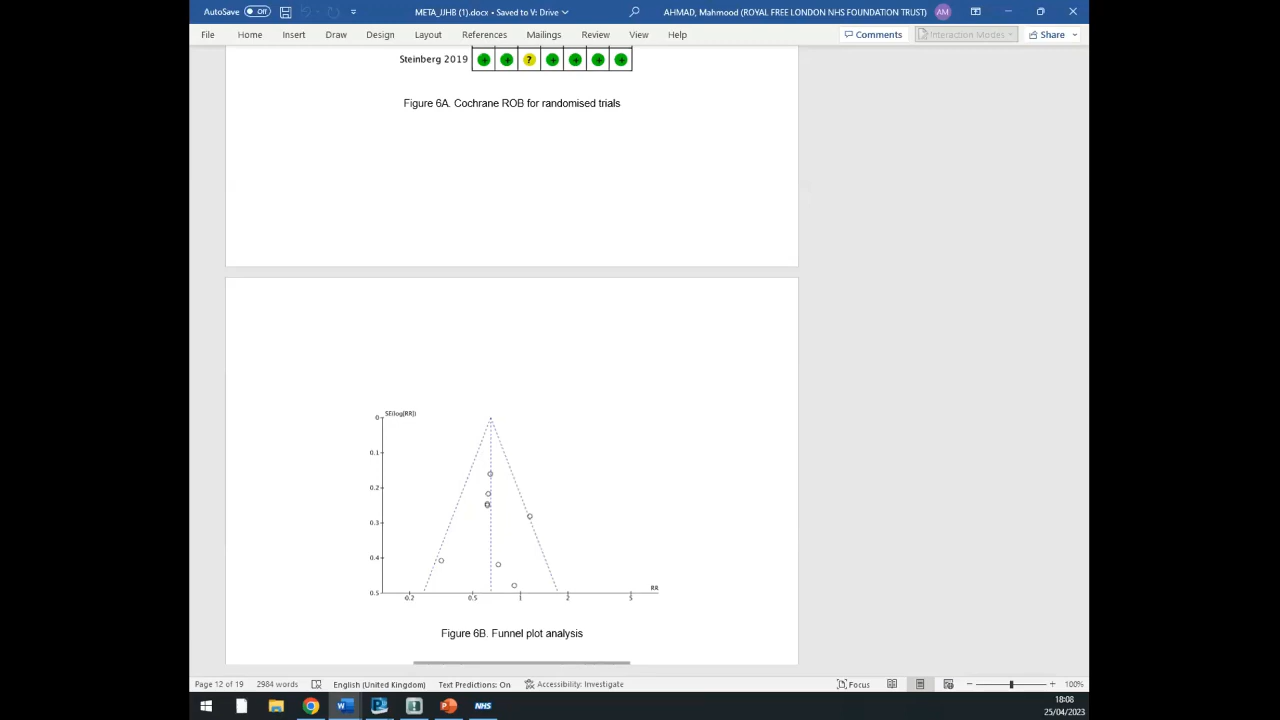 AutoSave Off META_JJHB (1).docx • Saved to V: Drive AHMAD, Mahmood (ROYAL FREE LONDON NHS FOUNDATION TRUST) AM
File Home Insert Draw Design Layout References Mailings Review View Help Comments Interaction Modes Share
Steinberg 2019 + + ? + + + +
Figure 6A. Cochrane ROB for randomised trials
SE(log[RR])
0
0.1
0.2
0.3
0.4
0.5
RR
0.2 0.5 1 2 5
Figure 6B. Funnel plot analysis
Page 12 of 19 2984 words English (United Kingdom) Text Predictions: On Accessibility: Investigate Focus 100%
W P NHS 18:08
25/04/2023